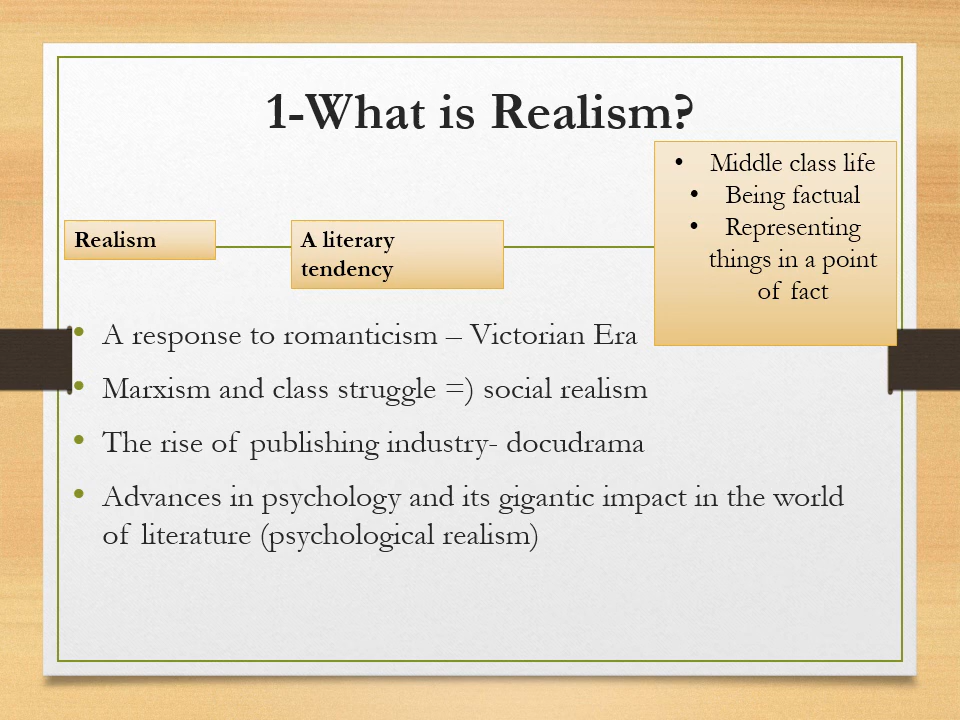 1-What is Realism?
• Middle class life
• Being factual
• Representing
things in a point
of fact
Realism
A literary
tendency
• A response to romanticism – Victorian Era
• Marxism and class struggle =) social realism
• The rise of publishing industry- docudrama
• Advances in psychology and its gigantic impact in the world
of literature (psychological realism)